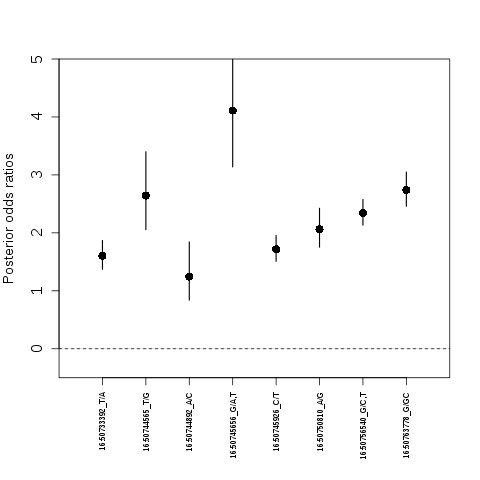 Posterior odds ratios
5
4
3
2
1
0
16:50733392_T/A
16:50744565_T/G
16:50744892_A/C
16:50745656_G/A,T
16:50745926_C/T
16:50750810_A/G
16:50756540_G/C,T
16:50763778_G/GC